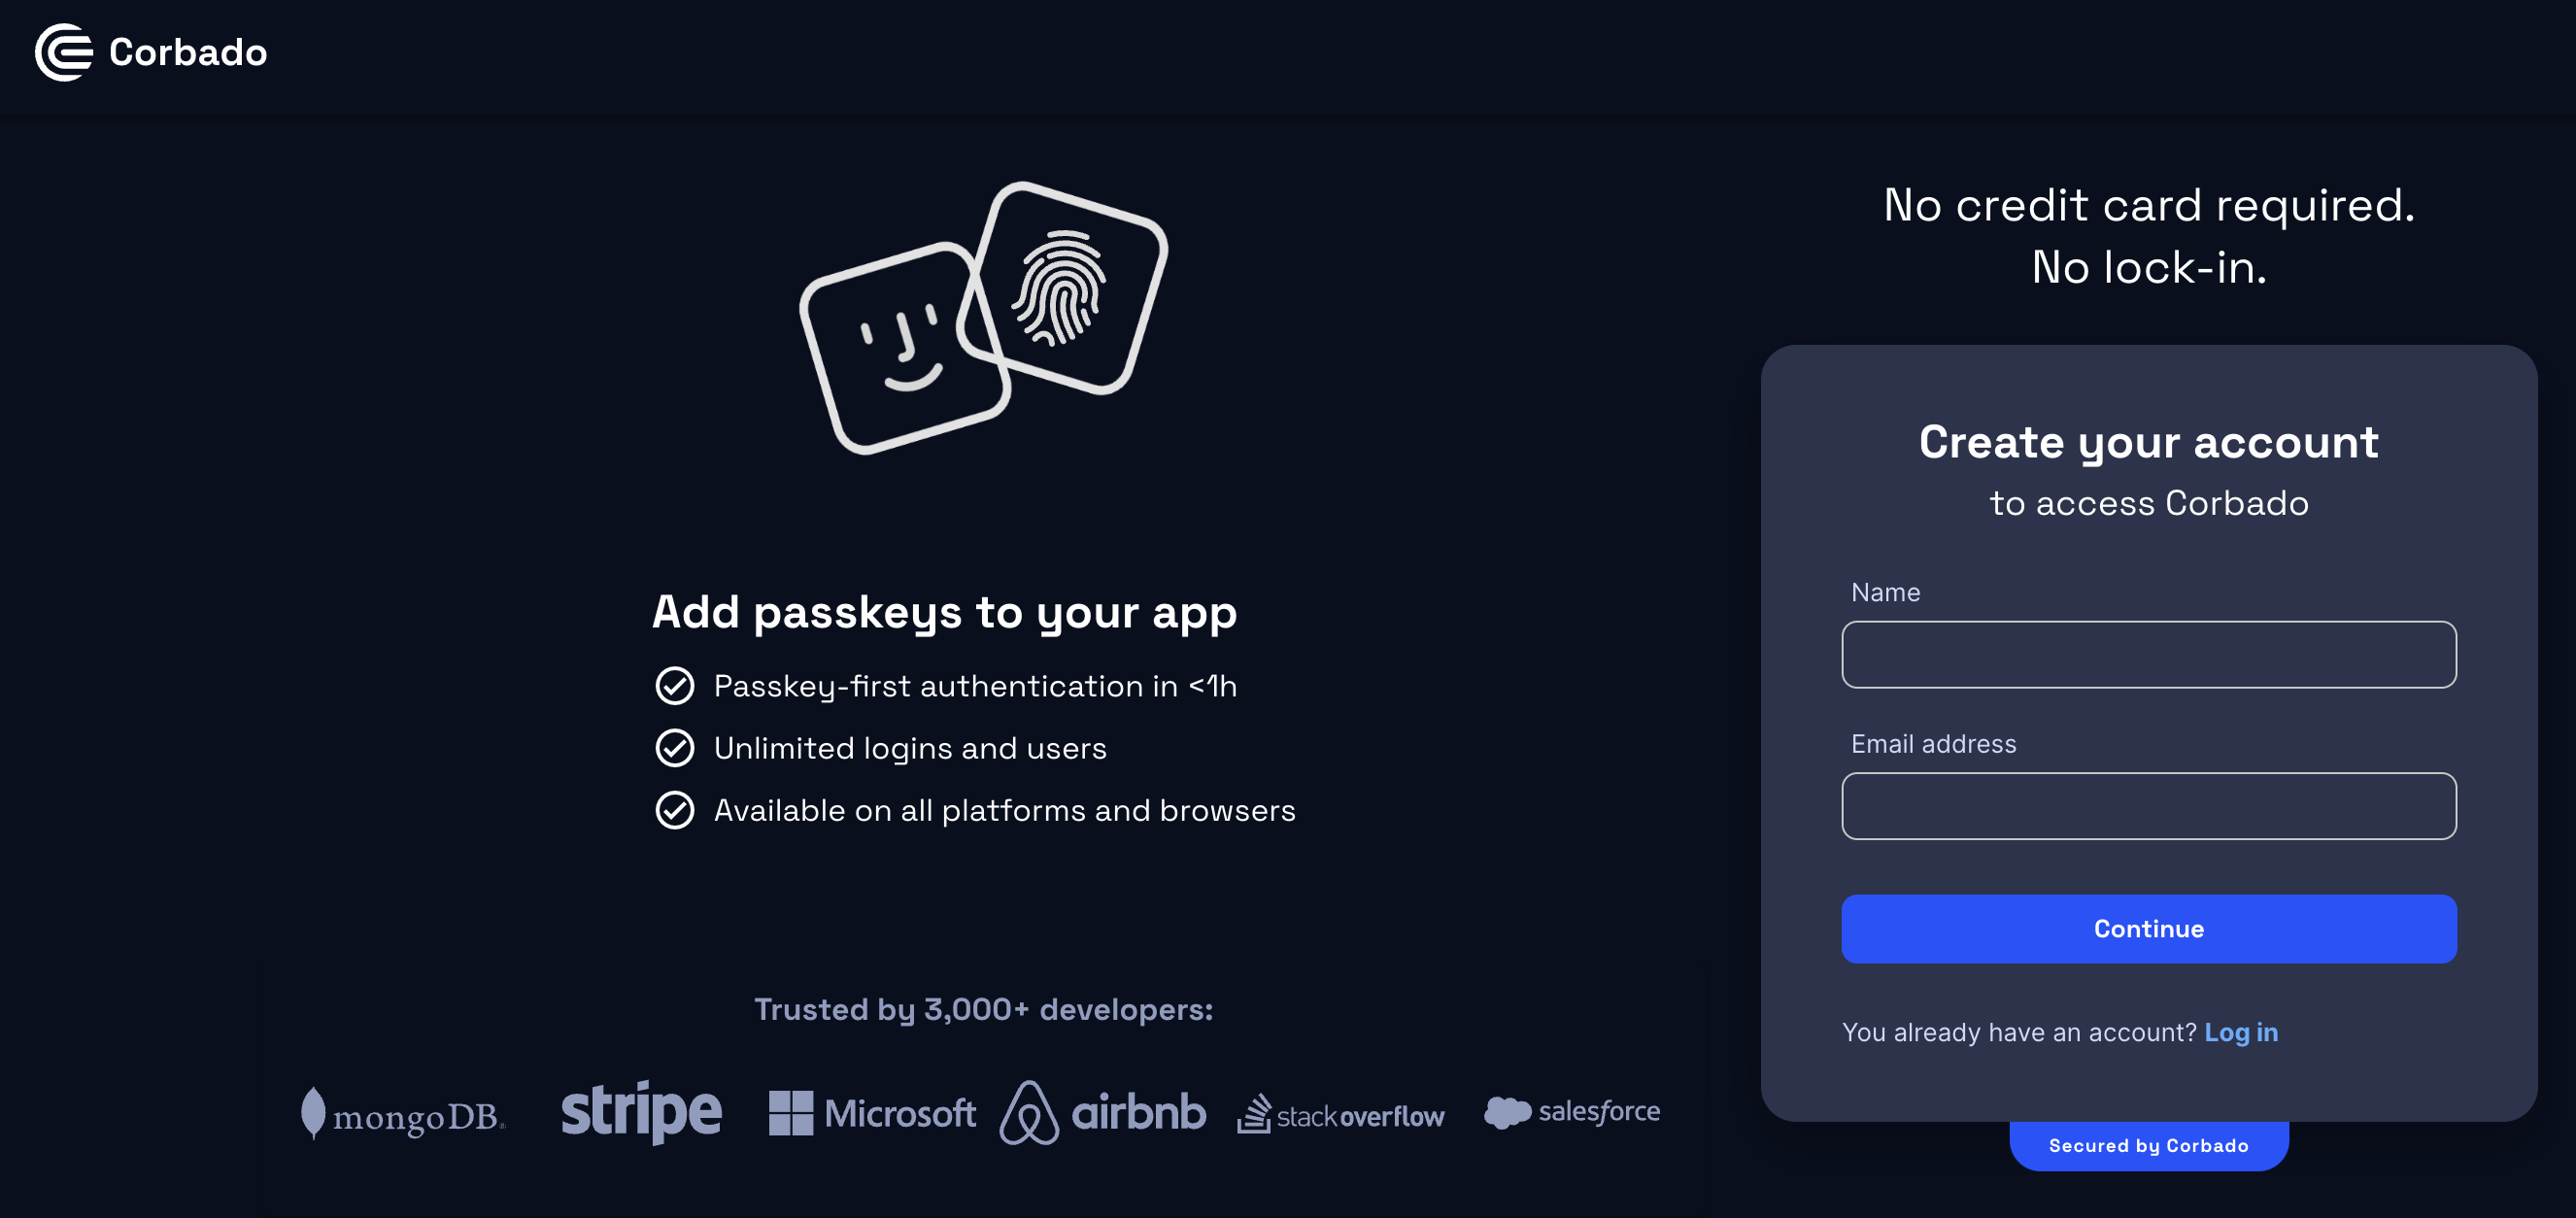 Corbado
Add passkeys to your app
Passkey-first authentication in <1h
Unlimited logins and users
Available on all platforms and browsers
Trusted by 3,000+ developers:
mongoDB®
stripe
Microsoft
airbnb
stackoverflow
salesforce
No credit card required.
No lock-in.
Create your account
to access Corbado
Name
Email address
Continue
You already have an account? Log in
Secured by Corbado